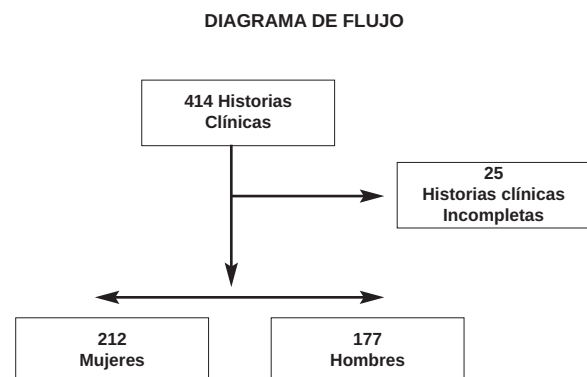 DIAGRAMA DE FLUJO
414 Historias
Clínicas
25
Historias clínicas
Incompletas
212
Mujeres
177
Hombres